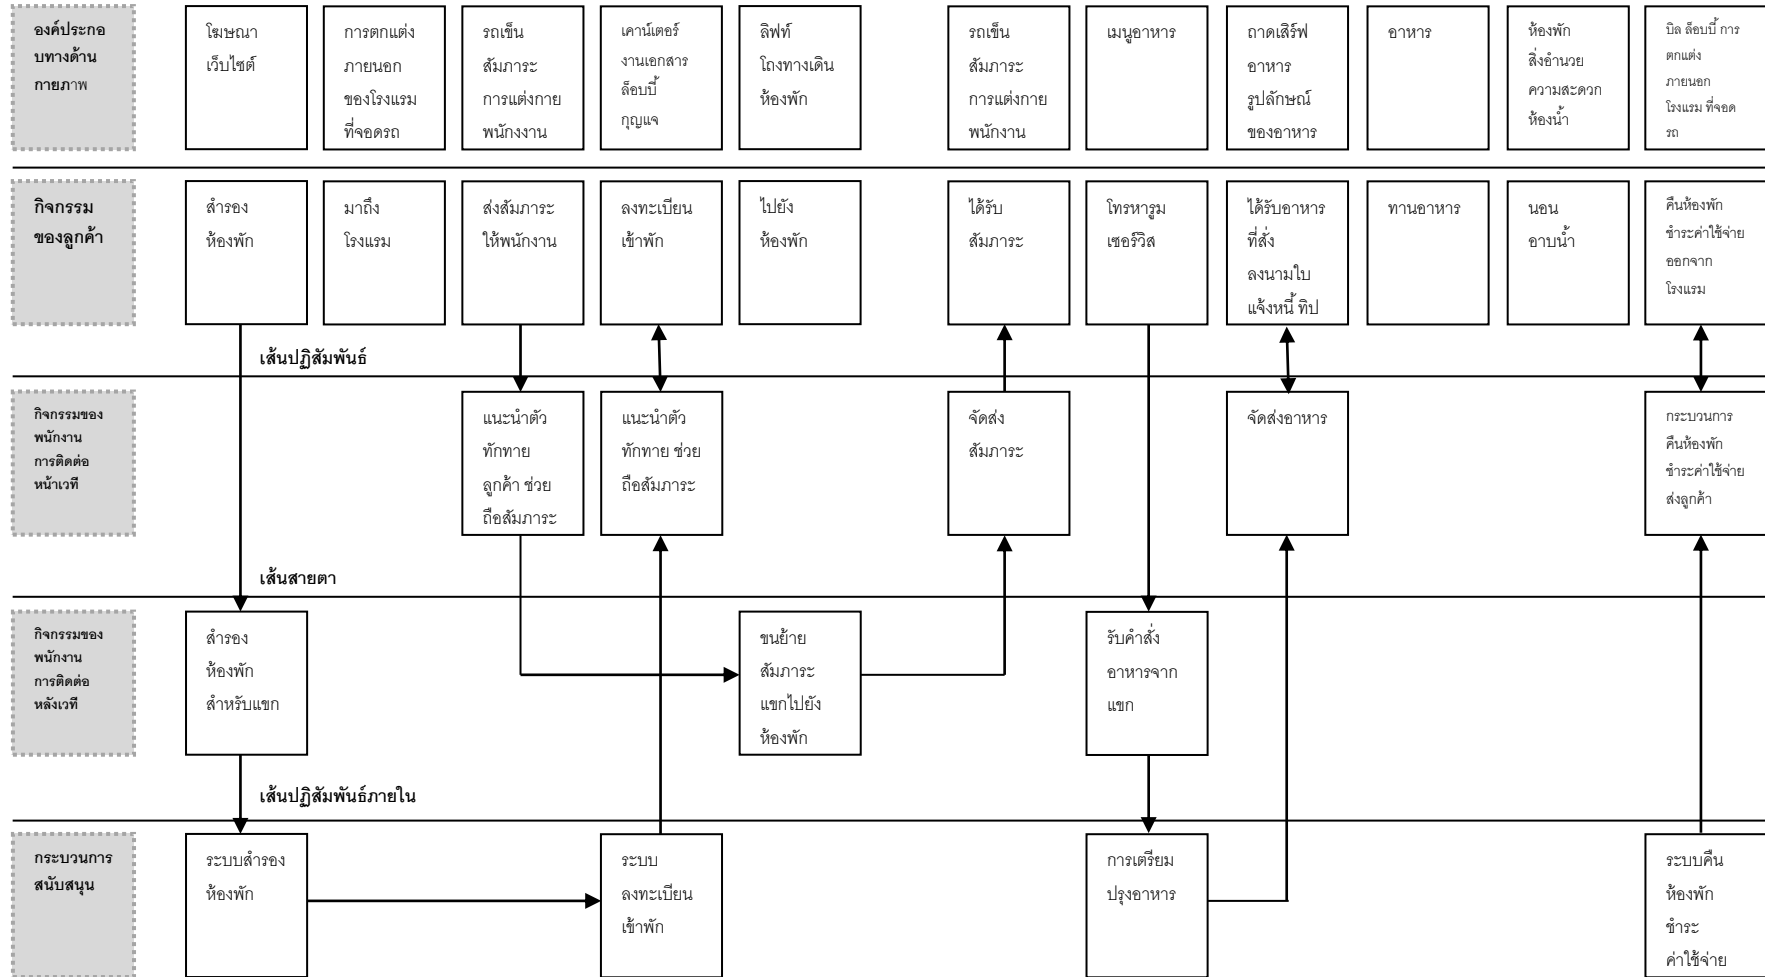 องค์ประกอ
บทางด้าน
กายภาพ
โฆษณา
เว็บไซต์
การตกแต่ง
ภายนอก
ของโรงแรม
ที่จอดรถ
รถเข็น
สัมภาระ
การแต่งกาย
พนักงงาน
เคาน์เตอร์
งานเอกสาร
ล็อบบี้
กุญแจ
ลิฟท์
โถงทางเดิน
ห้องพัก
รถเข็น
สัมภาระ
การแต่งกาย
พนักงาน
เมนูอาหาร
ถาดเสิร์ฟ
อาหาร
รูปลักษณ์
ของอาหาร
อาหาร
ห้องพัก
สิ่งอำนวย
ความสะดวก
ห้องน้ำ
บิล ล็อบบี้ การ
ตกแต่ง
ภายนอก
โรงแรม ที่จอด
รถ
กิจกรรม
ของลูกค้า
สำรอง
ห้องพัก
มาถึง
โรงแรม
ส่งสัมภาระ
ให้พนักงาน
ลงทะเบียน
เข้าพัก
ไปยัง
ห้องพัก
ได้รับ
สัมภาระ
โทรหารูม
เซอร์วิส
ได้รับอาหาร
ที่สั่ง
ลงนามใบ
แจ้งหนี้ ทิป
ทานอาหาร
นอน
อาบน้ำ
คืนห้องพัก
ชำระค่าใช้จ่าย
ออกจาก
โรงแรม
เส้นปฏิสัมพันธ์
กิจกรรมของ
พนักงาน
การติดต่อ
หน้าเวที
แนะนำตัว
ทักทาย
ลูกค้า ช่วย
ถือสัมภาระ
แนะนำตัว
ทักทาย ช่วย
ถือสัมภาระ
จัดส่ง
สัมภาระ
จัดส่งอาหาร
กระบวนการ
คืนห้องพัก
ชำระค่าใช้จ่าย
ส่งลูกค้า
เส้นสายตา
กิจกรรมของ
พนักงาน
การติดต่อ
หลังเวที
สำรอง
ห้องพัก
สำหรับแขก
ขนย้าย
สัมภาระ
แขกไปยัง
ห้องพัก
รับคำสั่ง
อาหารจาก
แขก
เส้นปฏิสัมพันธ์ภายใน
กระบวนการ
สนับสนุน
ระบบสำรอง
ห้องพัก
ระบบ
ลงทะเบียน
เข้าพัก
การเตรียม
ปรุงอาหาร
ระบบคืน
ห้องพัก
ชำระ
ค่าใช้จ่าย